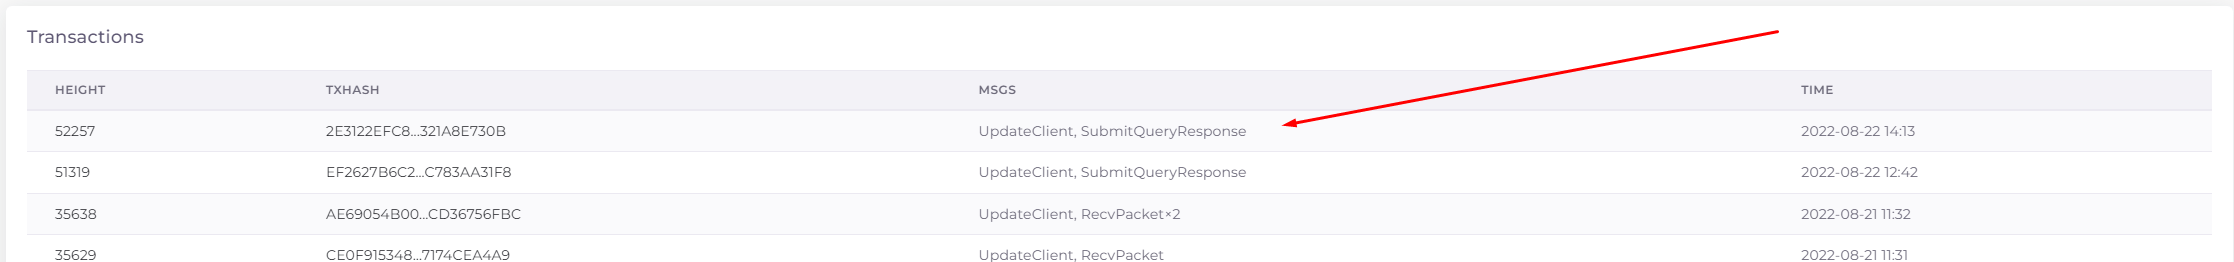 Transactions
HEIGHT TXHASH MSGS TIME
52257 2E3122EFC8...321A8E730B UpdateClient, SubmitQueryResponse 2022-08-22 14:13
51319 EF2627B6C2...C783AA31F8 UpdateClient, SubmitQueryResponse 2022-08-22 12:42
35638 AE69054B00...CD36756FBC UpdateClient, RecvPacket×2 2022-08-21 11:32
35629 CE0F915348...7174CEA4A9 UpdateClient, RecvPacket 2022-08-21 11:31